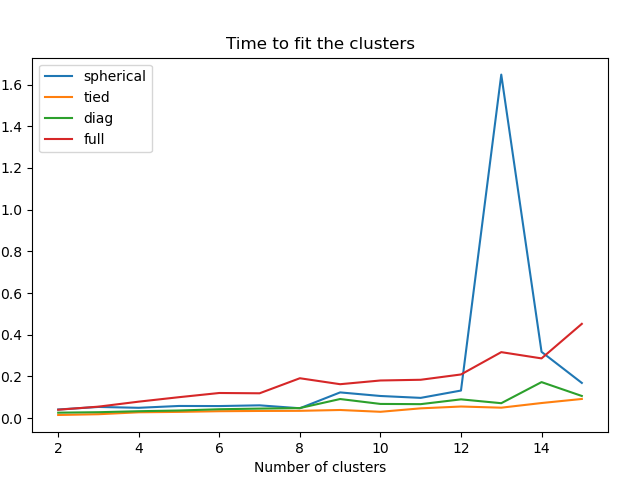 Time to fit the clusters
spherical
tied
diag
full
1.6
1.4
1.2
1.0
0.8
0.6
0.4
0.2
0.0
2 4 6 8 10 12 14
Number of clusters